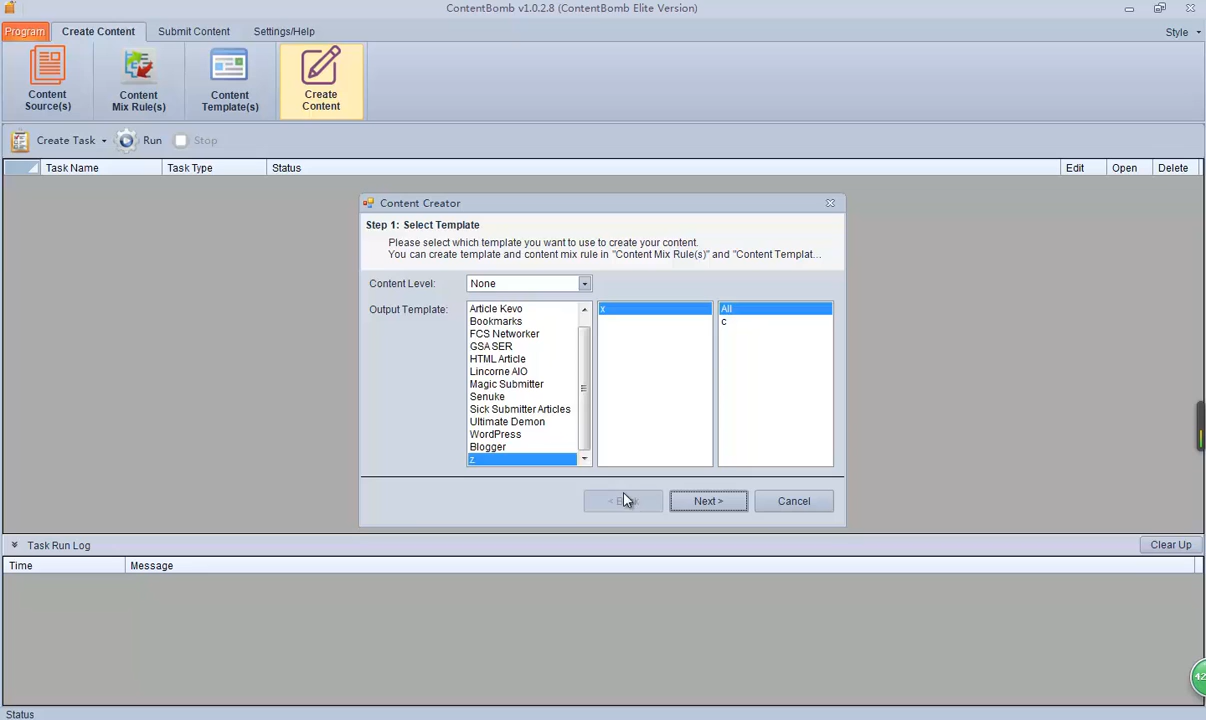 ContentBomb v1.0.2.8 (ContentBomb Elite Version)
Program Create Content Submit Content Settings/Help Style
Content Source(s)
Content Mix Rule(s)
Content Template(s)
Create Content
Create Task Run Stop
Task Name Task Type Status Edit Open Delete
Content Creator
Step 1: Select Template
Please select which template you want to use to create your content.
You can create template and content mix rule in "Content Mix Rule(s)" and "Content Templat...
Content Level: None
Output Template:
Article Kevo
Bookmarks
FCS Networker
GSA SER
HTML Article
Lincorne AIO
Magic Submitter
Senuke
Sick Submitter Articles
Ultimate Demon
WordPress
Blogger
z
x
All
c
< Next > Cancel
Task Run Log Clear Up
Time Message
42
Status